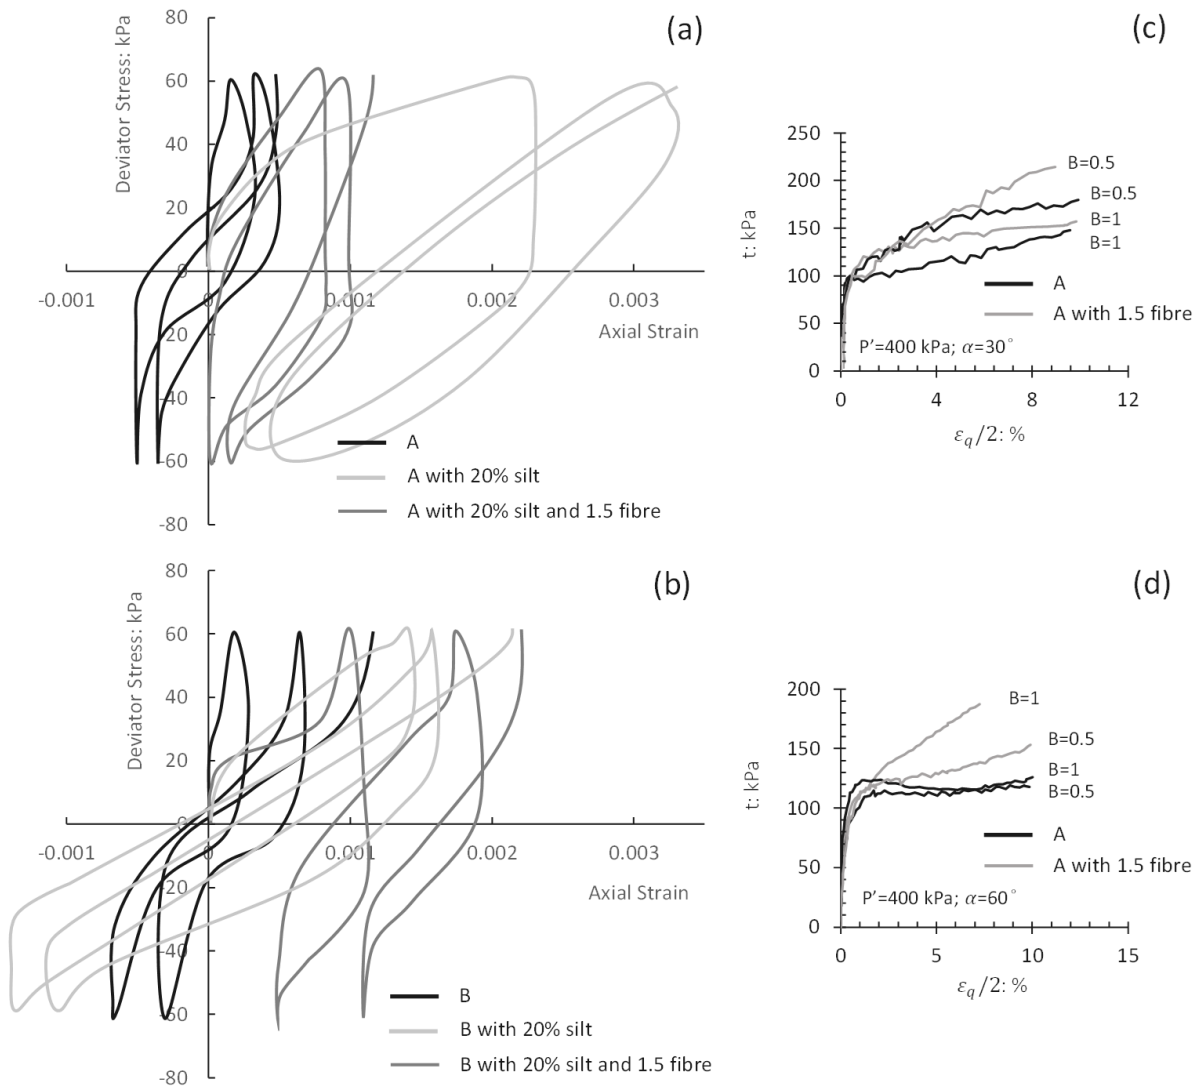 (a)
Deviator Stress: kPa
80
60
40
20
0
-20
-40
-60
-80
-0.001
0
0.001
0.002
0.003
Axial Strain
A
A with 20% silt
A with 20% silt and 1.5 fibre
(c)
t: kPa
250
200
150
100
50
0
B=0.5
B=0.5
B=1
B=1
A
A with 1.5 fibre
P'=400 kPa; α=30°
0 4 8 12
εq/2: %
(b)
Deviator Stress: kPa
80
60
40
20
0
-20
-40
-60
-80
-0.001
0
0.001
0.002
0.003
Axial Strain
B
B with 20% silt
B with 20% silt and 1.5 fibre
(d)
t: kPa
200
150
100
50
0
B=1
B=0.5
B=1
B=0.5
A
A with 1.5 fibre
P'=400 kPa; α=60°
0 5 10 15
εq/2: %